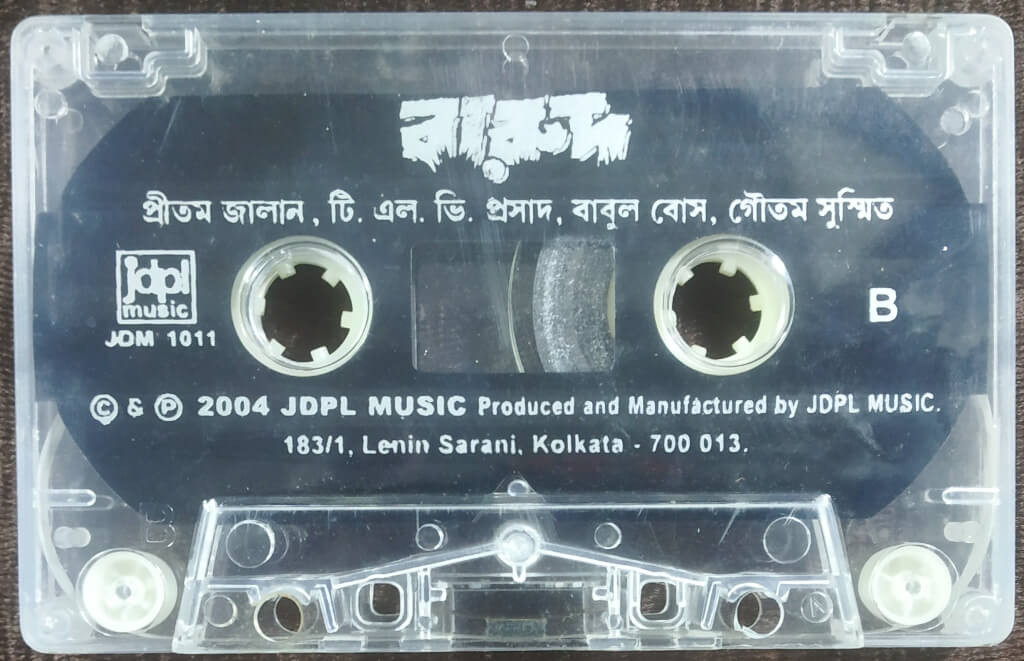 বারুদ
প্রীতম জালান, টি. এল. ভি. প্রসাদ, বাবুল বোস, গৌতম সুস্মিত
jdpl
music
JDM 1011
B
© & ℗ 2004 JDPL MUSIC Produced and Manufactured by JDPL MUSIC.
183/1, Lenin Sarani, Kolkata - 700 013.